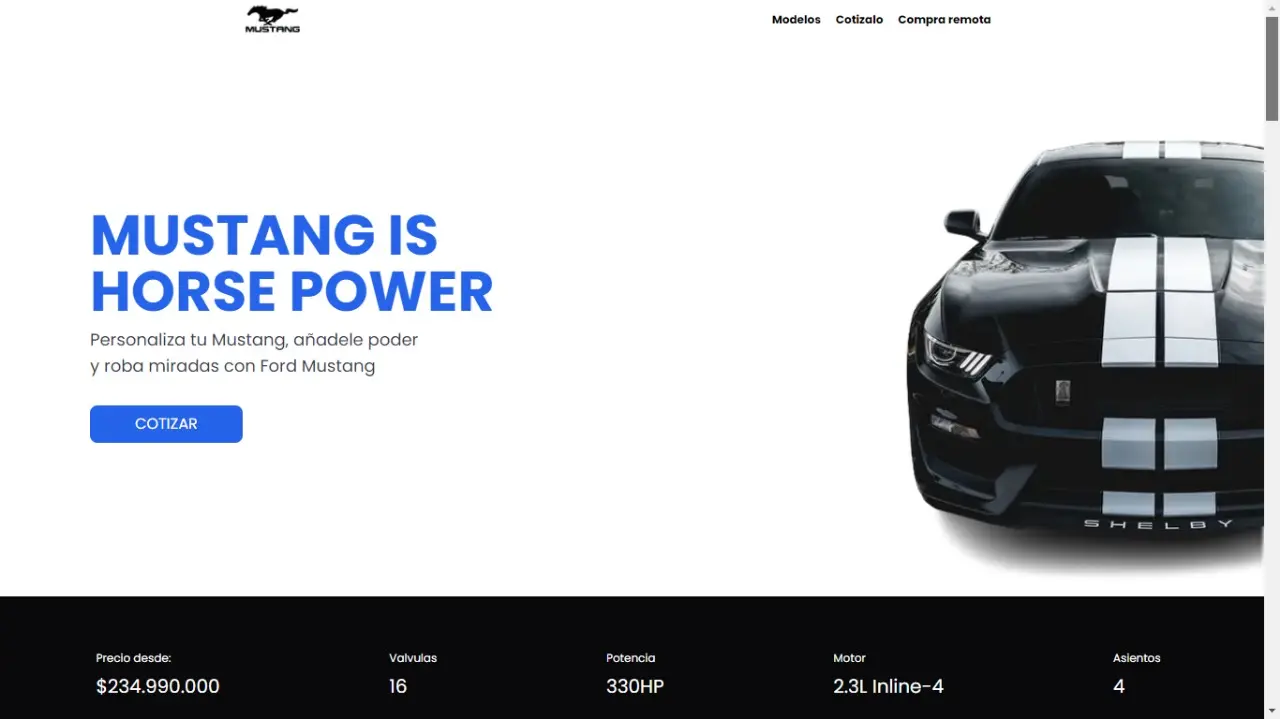 MUSTANG
Modelos
Cotizalo
Compra remota
MUSTANG IS
HORSE POWER
Personaliza tu Mustang, añadele poder
y roba miradas con Ford Mustang
COTIZAR
SHELBY
Precio desde:
$234.990.000
Valvulas
16
Potencia
330HP
Motor
2.3L Inline-4
Asientos
4